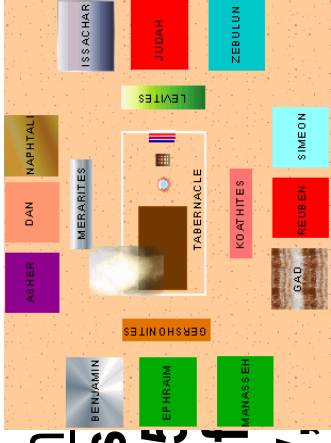 ISSACHAR
JUDAH
ZEBULUN
LEVITES
NAPHTALI
DAN
ASHER
MERARITES
TABERNACLE
KOATHITES
SIMEON
REUBEN
GAD
GERSHONITES
BENJAMIN
EPHRAIM
MANASSEH